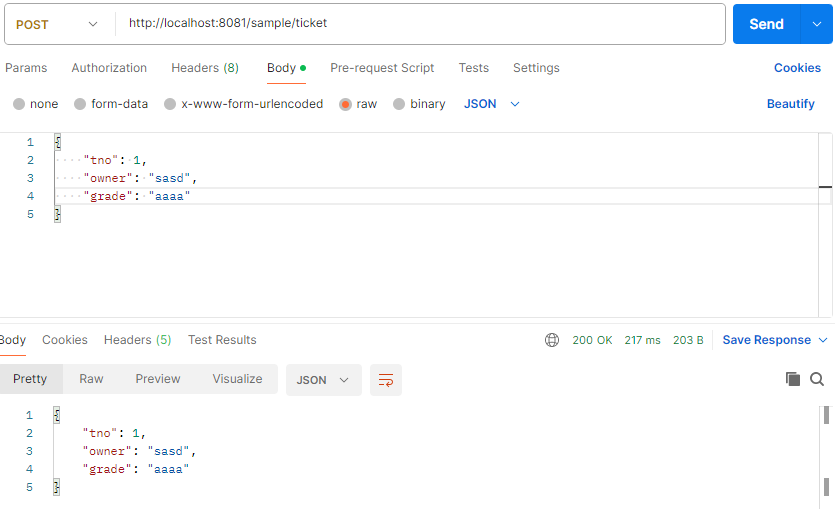 POST http://localhost:8081/sample/ticket Send
Params Authorization Headers (8) Body Pre-request Script Tests Settings Cookies
none form-data x-www-form-urlencoded raw binary JSON Beautify
1 {
2 "tno": 1,
3 "owner": "sasd",
4 "grade": "aaaa"
5 }
Body Cookies Headers (5) Test Results 200 OK 217 ms 203 B Save Response
Pretty Raw Preview Visualize JSON
1 {
2 "tno": 1,
3 "owner": "sasd",
4 "grade": "aaaa"
5 }